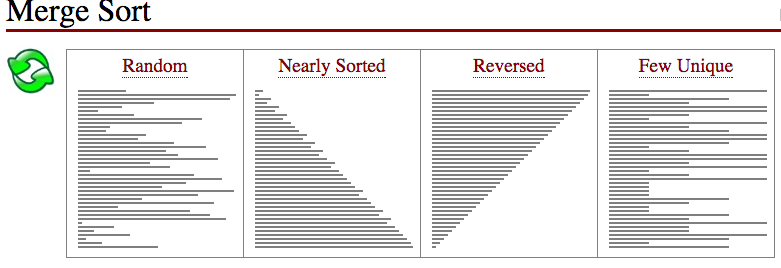 Merge Sort
Random
Nearly Sorted
Reversed
Few Unique